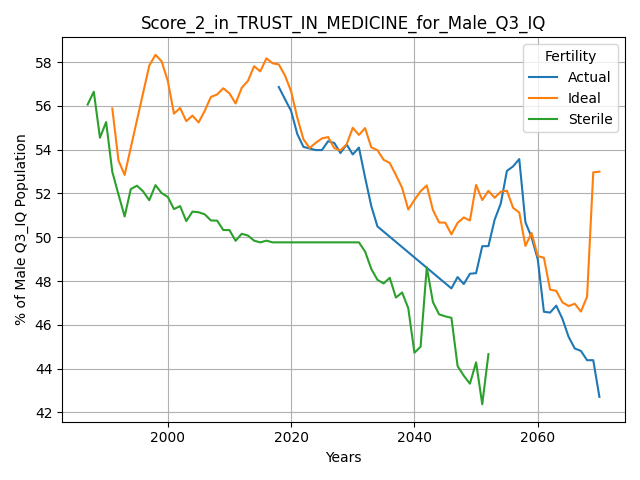 Score_2_in_TRUST_IN_MEDICINE_for_Male_Q3_IQ
Fertility
Actual
Ideal
Sterile
% of Male Q3_IQ Population
58
56
54
52
50
48
46
44
42
2000
2020
2040
2060
Years